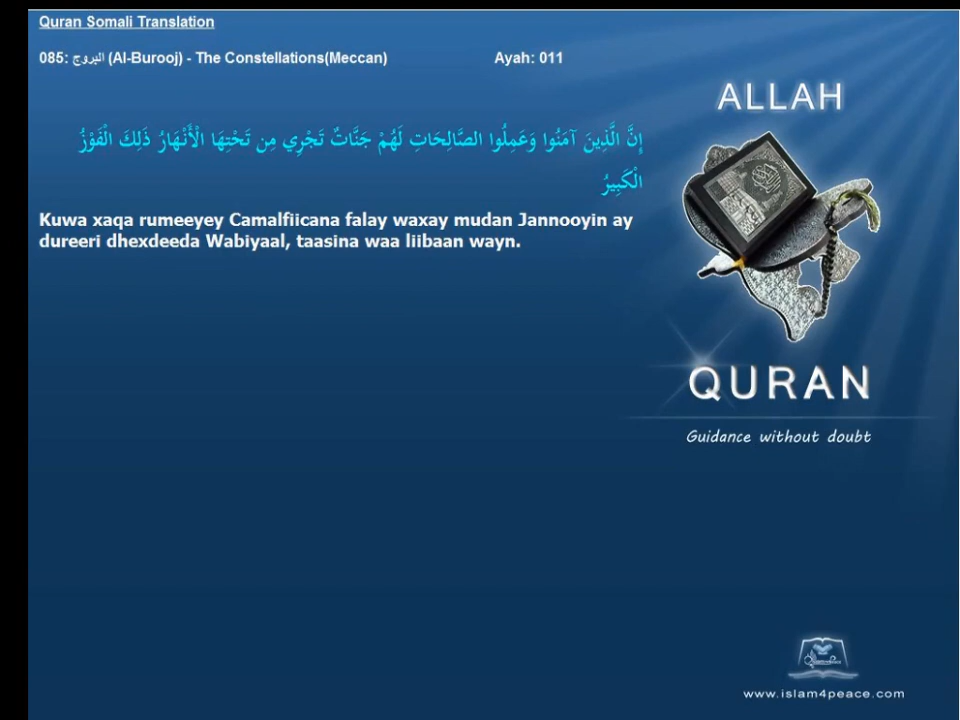 Quran Somali Translation
085: البروج (Al-Burooj) - The Constellations(Meccan) Ayah: 011
ALLAH
إِنَّ الَّذِينَ آمَنُوا وَعَمِلُوا الصَّالِحَاتِ لَهُمْ جَنَّاتٌ تَجْرِي مِن تَحْتِهَا الْأَنْهَارُ ذَلِكَ الْفَوْزُ
الْكَبِيرُ
Kuwa xaqa rumeeyey Camalfiicana falay waxay mudan Jannooyin ay
dureeri dhexdeeda Wabiyaal, taasina waa liibaan wayn.
QURAN
Guidance without doubt
www.islam4peace.com